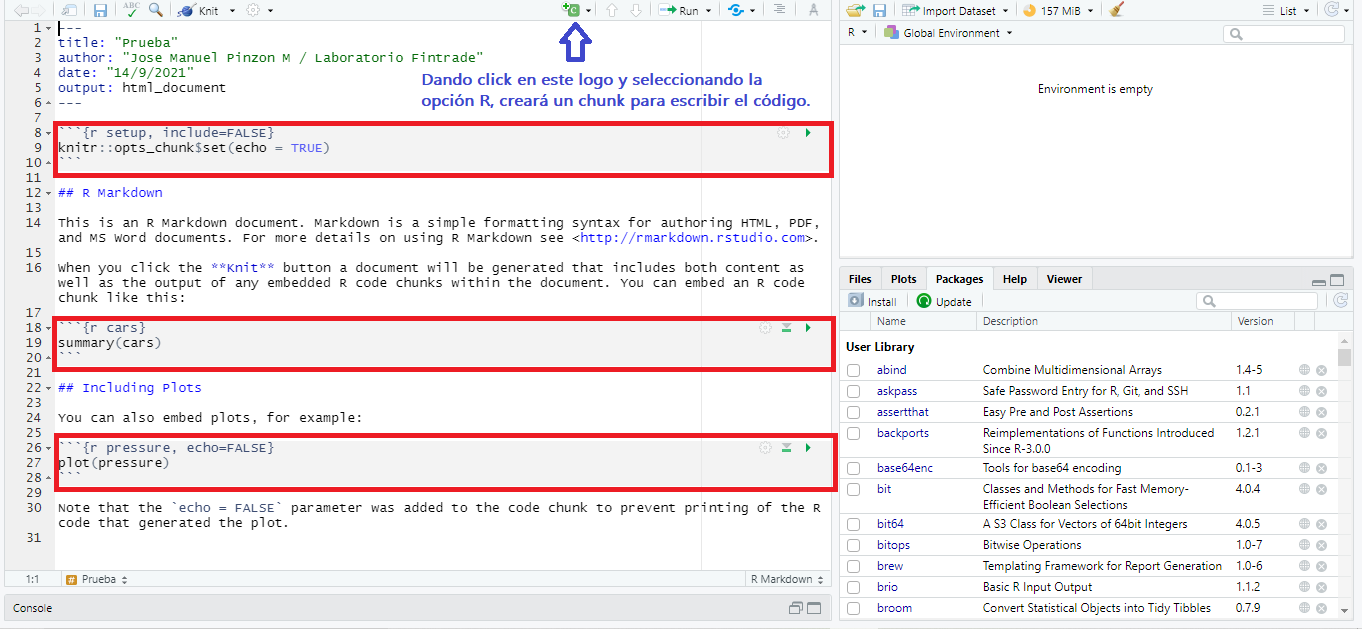 ABC Knit Run Import Dataset 157 MiB List
R Global Environment
1 ---
2 title: "Prueba"
3 author: "Jose Manuel Pinzon M / Laboratorio Fintrade"
4 date: "14/9/2021"
5 output: html_document
6 ---
7
Dando click en este logo y seleccionando la
opción R, creará un chunk para escribir el código.
8 ```{r setup, include=FALSE}
9 knitr::opts_chunk$set(echo = TRUE)
10 ```
11
12 ## R Markdown
13
14 This is an R Markdown document. Markdown is a simple formatting syntax for authoring HTML, PDF,
and MS Word documents. For more details on using R Markdown see <http://rmarkdown.rstudio.com>.
15
16 When you click the **Knit** button a document will be generated that includes both content as
well as the output of any embedded R code chunks within the document. You can embed an R code
chunk like this:
17
18 ```{r cars}
19 summary(cars)
20 ```
21
22 ## Including Plots
23
24 You can also embed plots, for example:
25
26 ```{r pressure, echo=FALSE}
27 plot(pressure)
28 ```
29
30 Note that the `echo = FALSE` parameter was added to the code chunk to prevent printing of the R
code that generated the plot.
31
1:1 # Prueba R Markdown
Console
Environment is empty
Files Plots Packages Help Viewer
Install Update
Name Description Version
User Library
abind Combine Multidimensional Arrays 1.4-5
askpass Safe Password Entry for R, Git, and SSH 1.1
assertthat Easy Pre and Post Assertions 0.2.1
backports Reimplementations of Functions Introduced 1.2.1
Since R-3.0.0
base64enc Tools for base64 encoding 0.1-3
bit Classes and Methods for Fast Memory- 4.0.4
Efficient Boolean Selections
bit64 A S3 Class for Vectors of 64bit Integers 4.0.5
bitops Bitwise Operations 1.0-7
brew Templating Framework for Report Generation 1.0-6
brio Basic R Input Output 1.1.2
broom Convert Statistical Objects into Tidy Tibbles 0.7.9